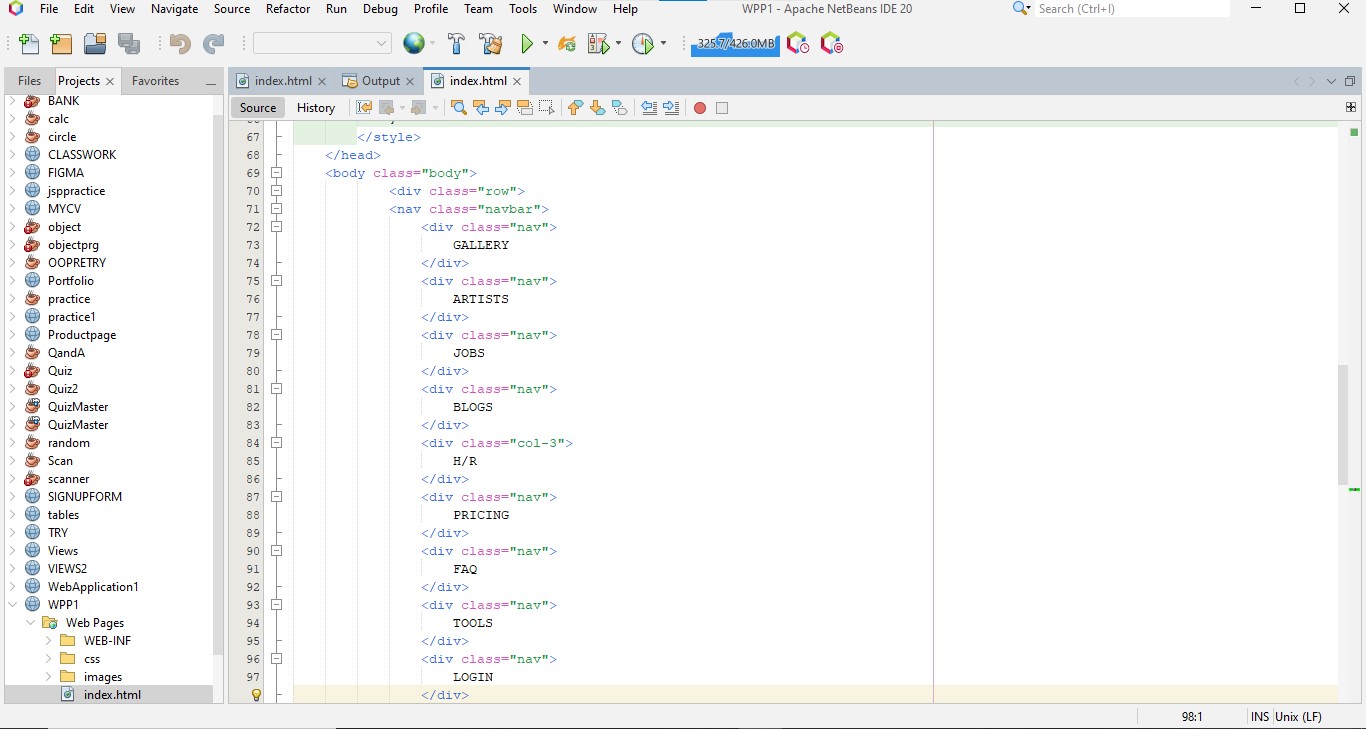 File Edit View Navigate Source Refactor Run Debug Profile Team Tools Window Help WPP1 - Apache NetBeans IDE 20 Search (Ctrl+I)
325.7/426.0MB
Files Projects Favorites
index.html Output index.html
Source History
BANK
calc
circle
CLASSWORK
FIGMA
jsppractice
MYCV
object
objectprg
OOPRETRY
Portfolio
practice
practice1
Productpage
QandA
Quiz
Quiz2
QuizMaster
QuizMaster
random
Scan
scanner
SIGNUPFORM
tables
TRY
Views
VIEWS2
WebApplication1
WPP1
Web Pages
WEB-INF
css
images
index.html
67 </style>
68 </head>
69 <body class="body">
70 <div class="row">
71 <nav class="navbar">
72 <div class="nav">
73 GALLERY
74 </div>
75 <div class="nav">
76 ARTISTS
77 </div>
78 <div class="nav">
79 JOBS
80 </div>
81 <div class="nav">
82 BLOGS
83 </div>
84 <div class="col-3">
85 H/R
86 </div>
87 <div class="nav">
88 PRICING
89 </div>
90 <div class="nav">
91 FAQ
92 </div>
93 <div class="nav">
94 TOOLS
95 </div>
96 <div class="nav">
97 LOGIN
</div>
98:1 INS Unix (LF)